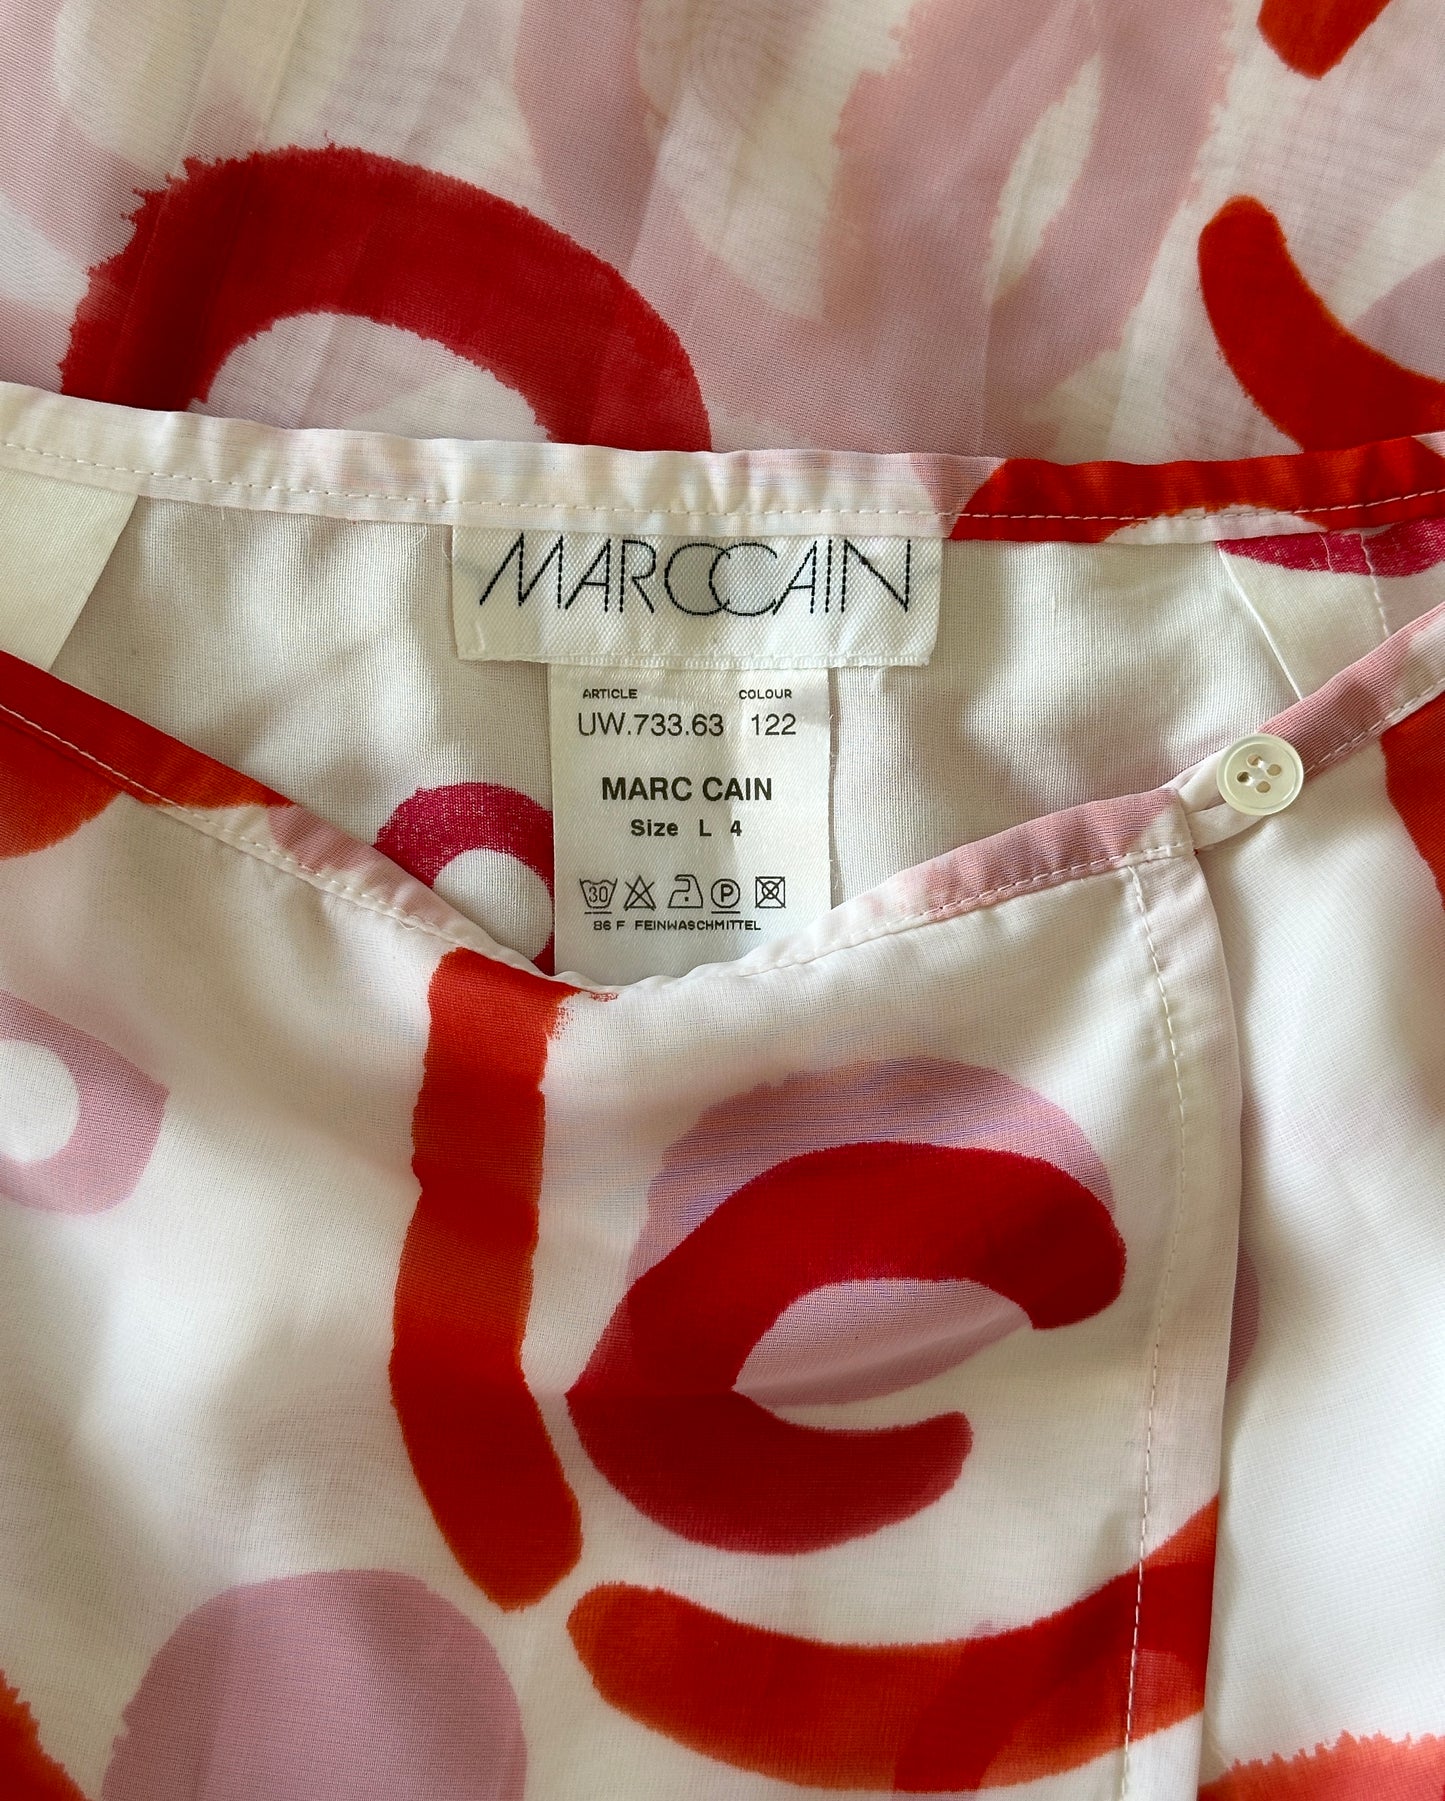 MARCCAIN
ARTICLE COLOUR
UW.733.63 122
MARC CAIN
Size L 4
30 P
86 F FEINWASCHMITTEL